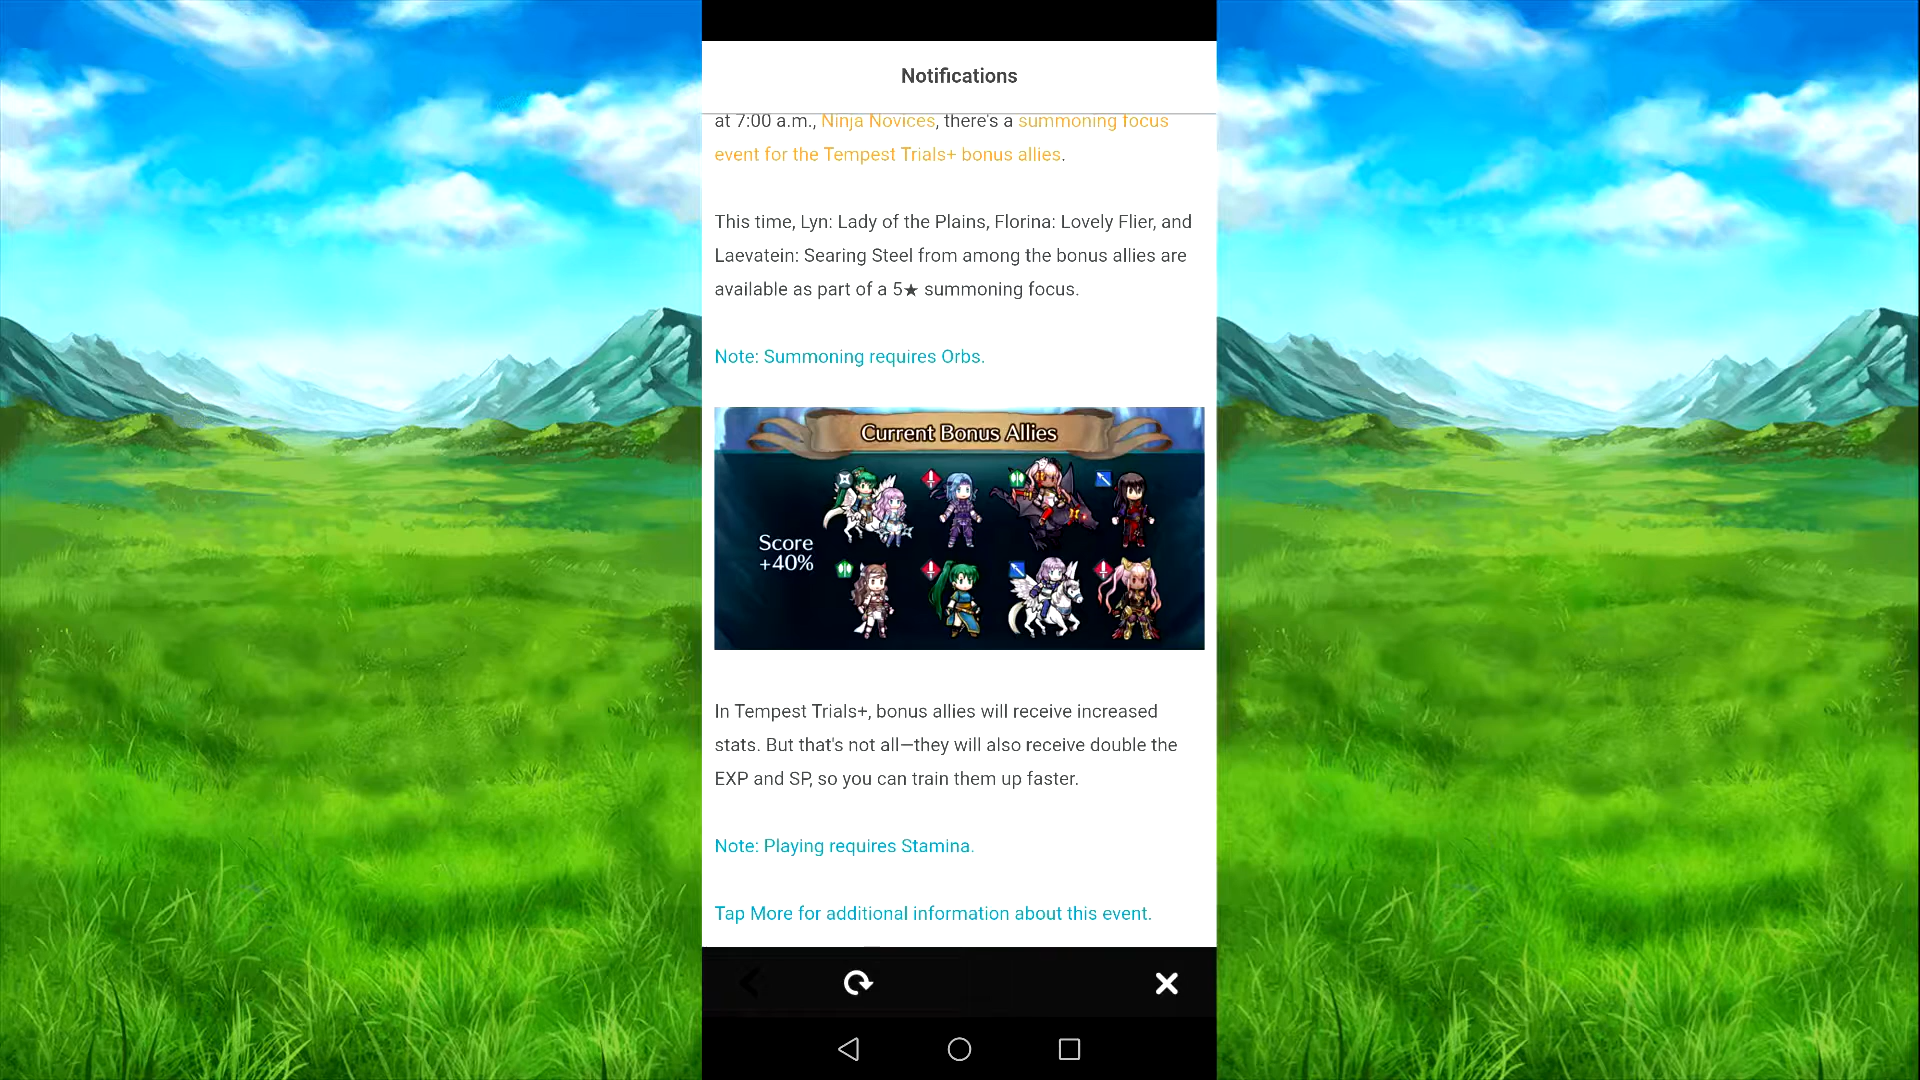 Notifications
at 7:00 a.m., Ninja Novices, there's a summoning focus
event for the Tempest Trials+ bonus allies.
This time, Lyn: Lady of the Plains, Florina: Lovely Flier, and
Laevatein: Searing Steel from among the bonus allies are
available as part of a 5★ summoning focus.
Note: Summoning requires Orbs.
Current Bonus Allies
Score
+40%
In Tempest Trials+, bonus allies will receive increased
stats. But that's not all—they will also receive double the
EXP and SP, so you can train them up faster.
Note: Playing requires Stamina.
Tap More for additional information about this event.